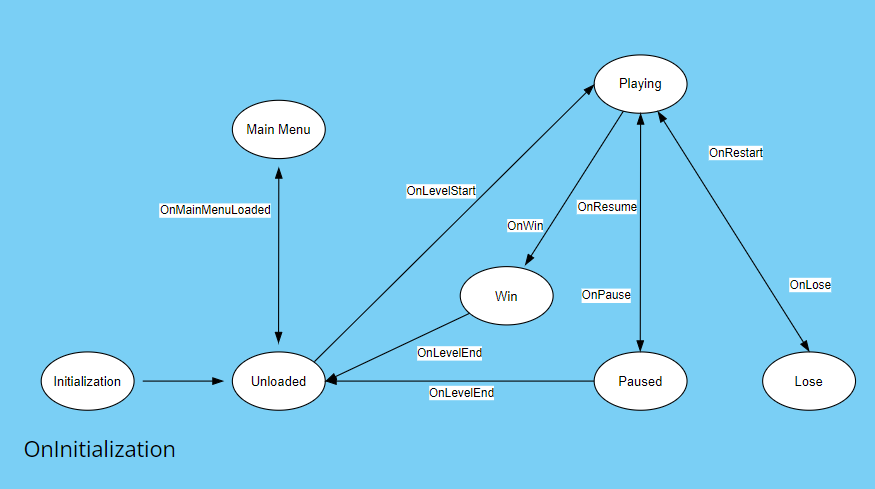 Playing
Main Menu
OnRestart
OnLevelStart
OnMainMenuLoaded
OnResume
OnWin
OnLose
OnPause
Win
OnLevelEnd
Initialization
Unloaded
Paused
Lose
OnLevelEnd
OnInitialization